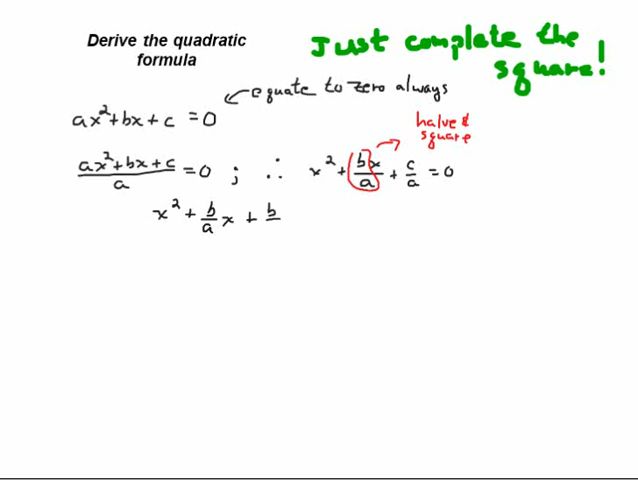 Derive the quadratic
formula
Just complete the
square!
equate to zero always
ax²+bx+c =0
halve &
square
(ax²+bx+c)/a =0 ; ∴ x² + bx/a + c/a =0
x² + b/a x + b